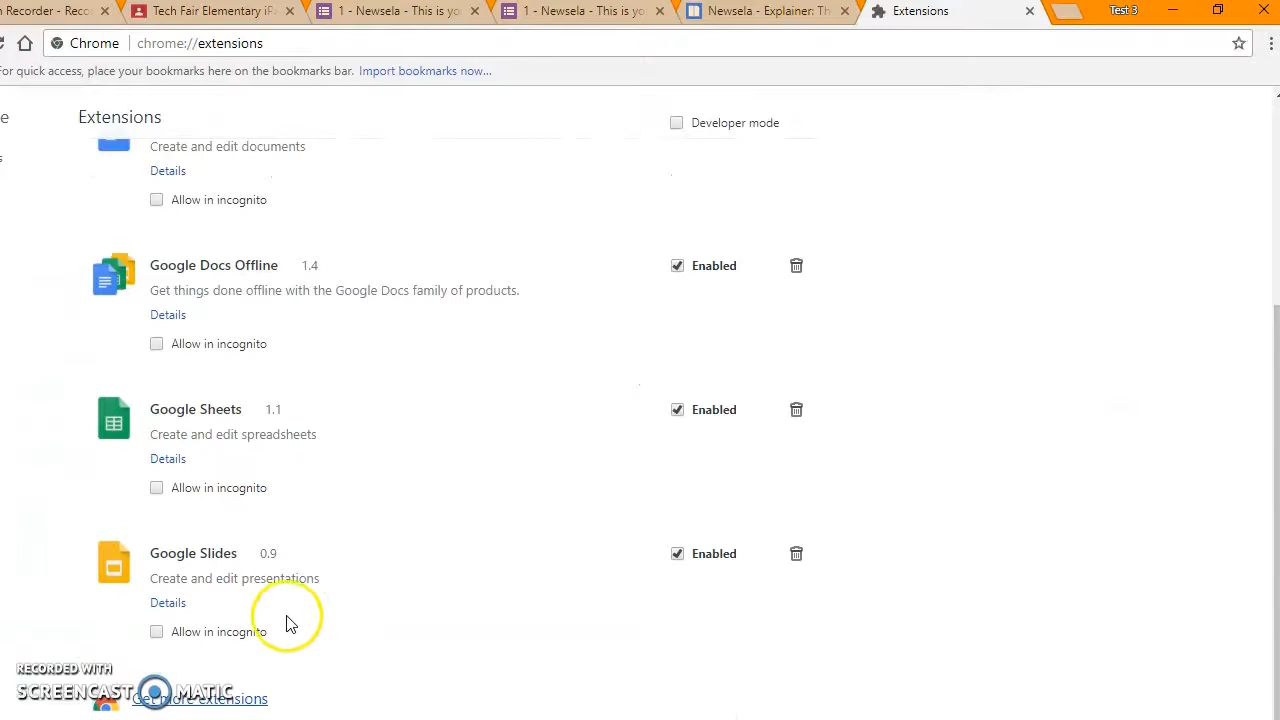 n Recorder - Reco
Tech Fair Elementary iPa
1 - Newsela - This is yo
1 - Newsela - This is yo
Newsela Explainer: Th
Extensions
Test 3
Chrome chrome://extensions
For quick access, place your bookmarks here on the bookmarks bar. Import bookmarks now...
e
Extensions
Developer mode
s
Create and edit documents
Details
Allow in incognito
Google Docs Offline 1.4
Enabled
Get things done offline with the Google Docs family of products.
Details
Allow in incognito
Google Sheets 1.1
Enabled
Create and edit spreadsheets
Details
Allow in incognito
Google Slides 0.9
Enabled
Create and edit presentations
Details
Allow in incognito
RECORDED WITH
SCREENCAST MATIC
Get more extensions